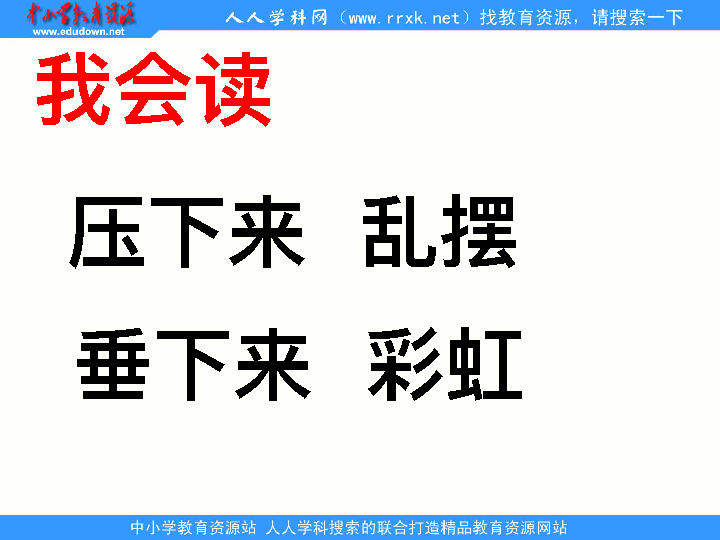 中小学教育资源 人人学科网（www.rrxk.net）找教育资源，请搜索一下
www.edudown.net
我会读
压下来 乱摆
垂下来 彩虹
中小学教育资源站 人人学科搜索的联合打造精品教育资源网站